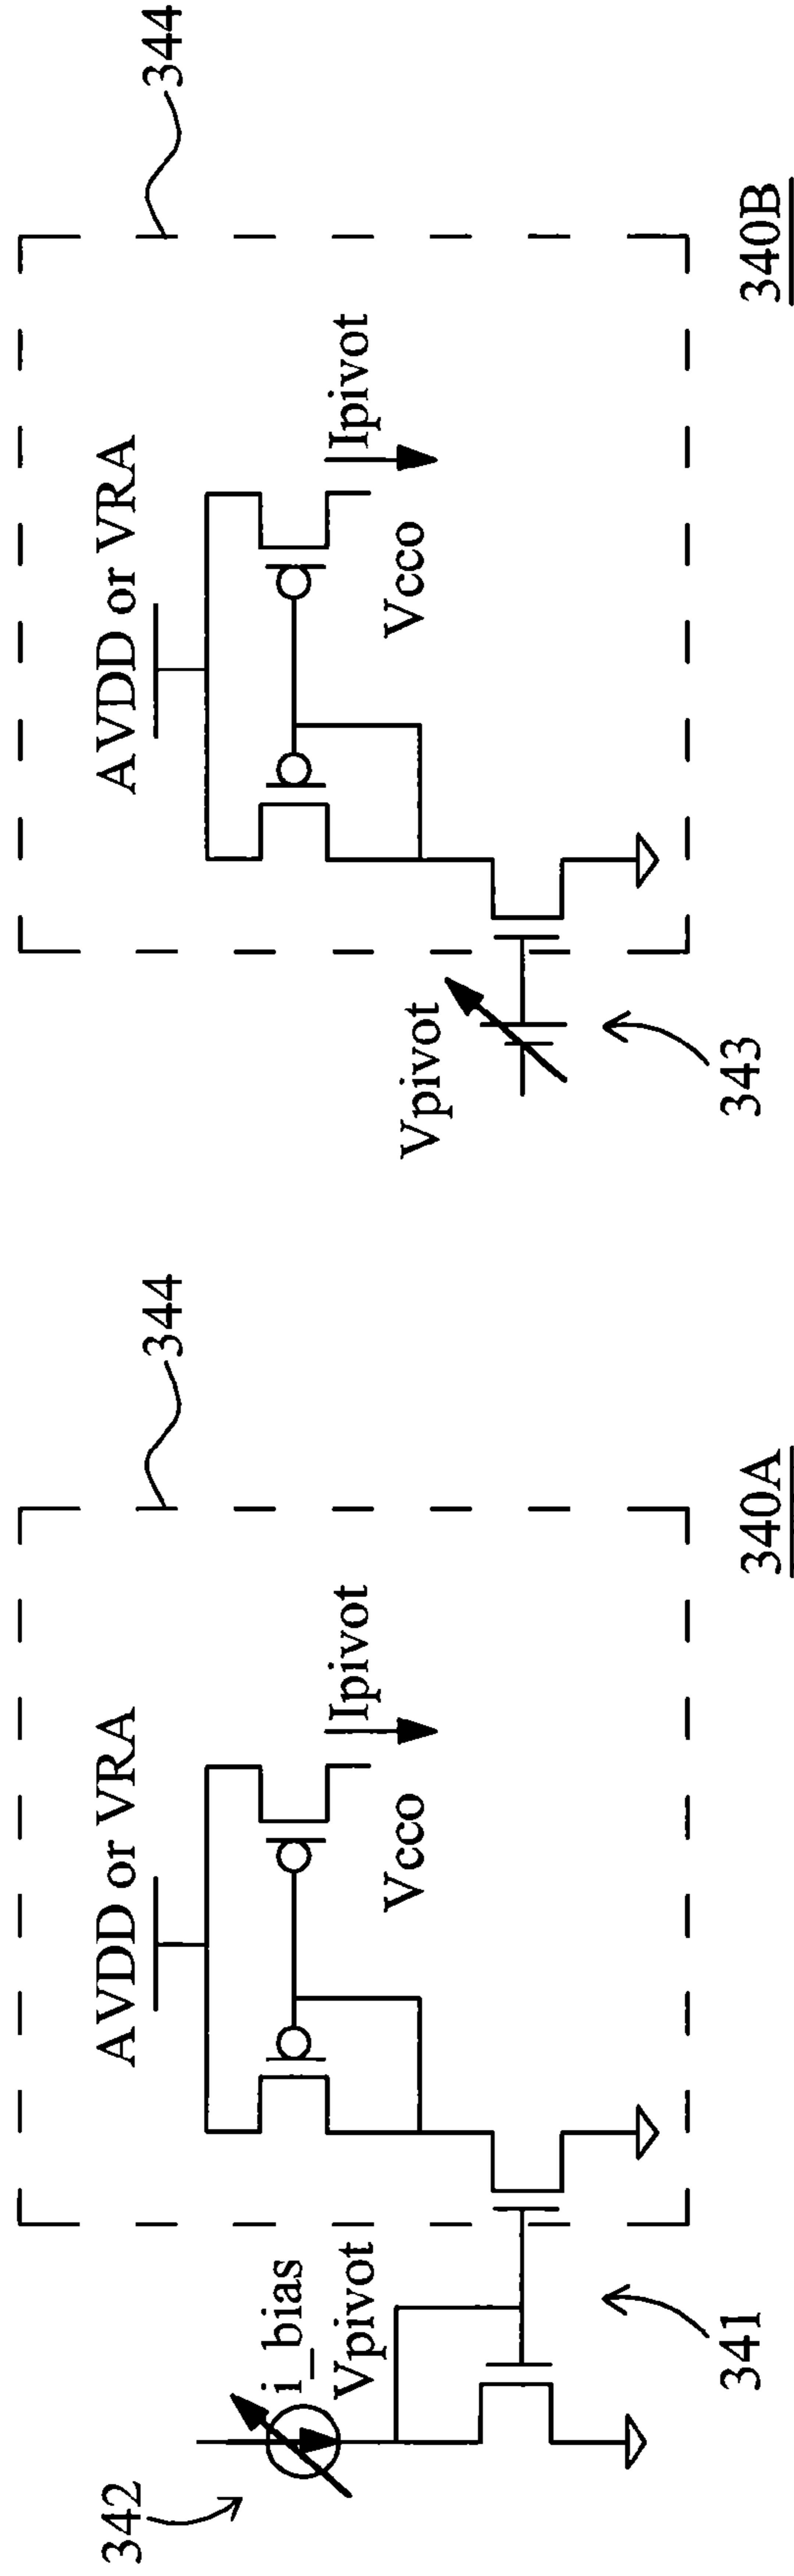 342
i_bias
Vpivot
341
AVDD or VRA
Ipivot
Vcco
344
340A
Vpivot
343
AVDD or VRA
Ipivot
Vcco
344
340B